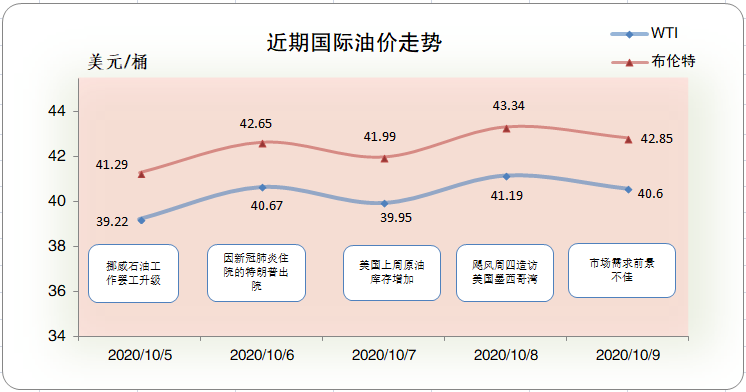 近期国际油价走势
WTI
布伦特
美元/桶
44
42
40
38
36
34
41.29
42.65
41.99
43.34
42.85
39.22
40.67
39.95
41.19
40.6
挪威石油工
作罢工升级
因新冠肺炎住
院的特朗普出
院
美国上周原油
库存增加
飓风周四造访
美国墨西哥湾
市场需求前景
不佳
2020/10/5
2020/10/6
2020/10/7
2020/10/8
2020/10/9